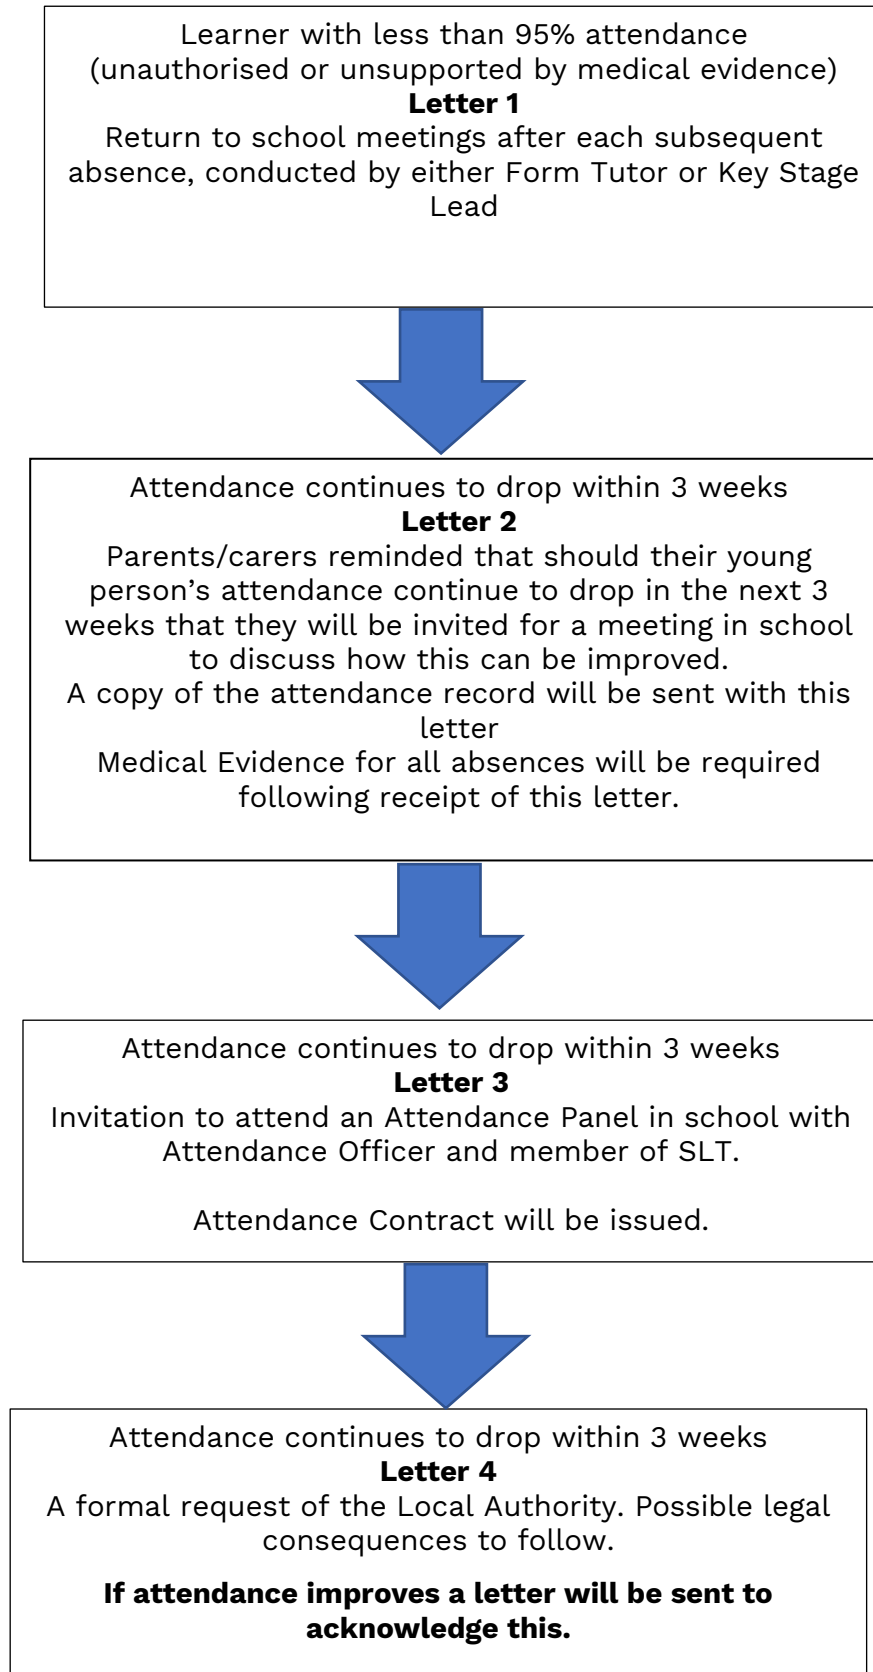 Learner with less than 95% attendance
(unauthorised or unsupported by medical evidence)
Letter 1
Return to school meetings after each subsequent
absence, conducted by either Form Tutor or Key Stage
Lead
Attendance continues to drop within 3 weeks
Letter 2
Parents/carers reminded that should their young
person’s attendance continue to drop in the next 3
weeks that they will be invited for a meeting in school
to discuss how this can be improved.
A copy of the attendance record will be sent with this
letter
Medical Evidence for all absences will be required
following receipt of this letter.
Attendance continues to drop within 3 weeks
Letter 3
Invitation to attend an Attendance Panel in school with
Attendance Officer and member of SLT.
Attendance Contract will be issued.
Attendance continues to drop within 3 weeks
Letter 4
A formal request of the Local Authority. Possible legal
consequences to follow.
If attendance improves a letter will be sent to
acknowledge this.